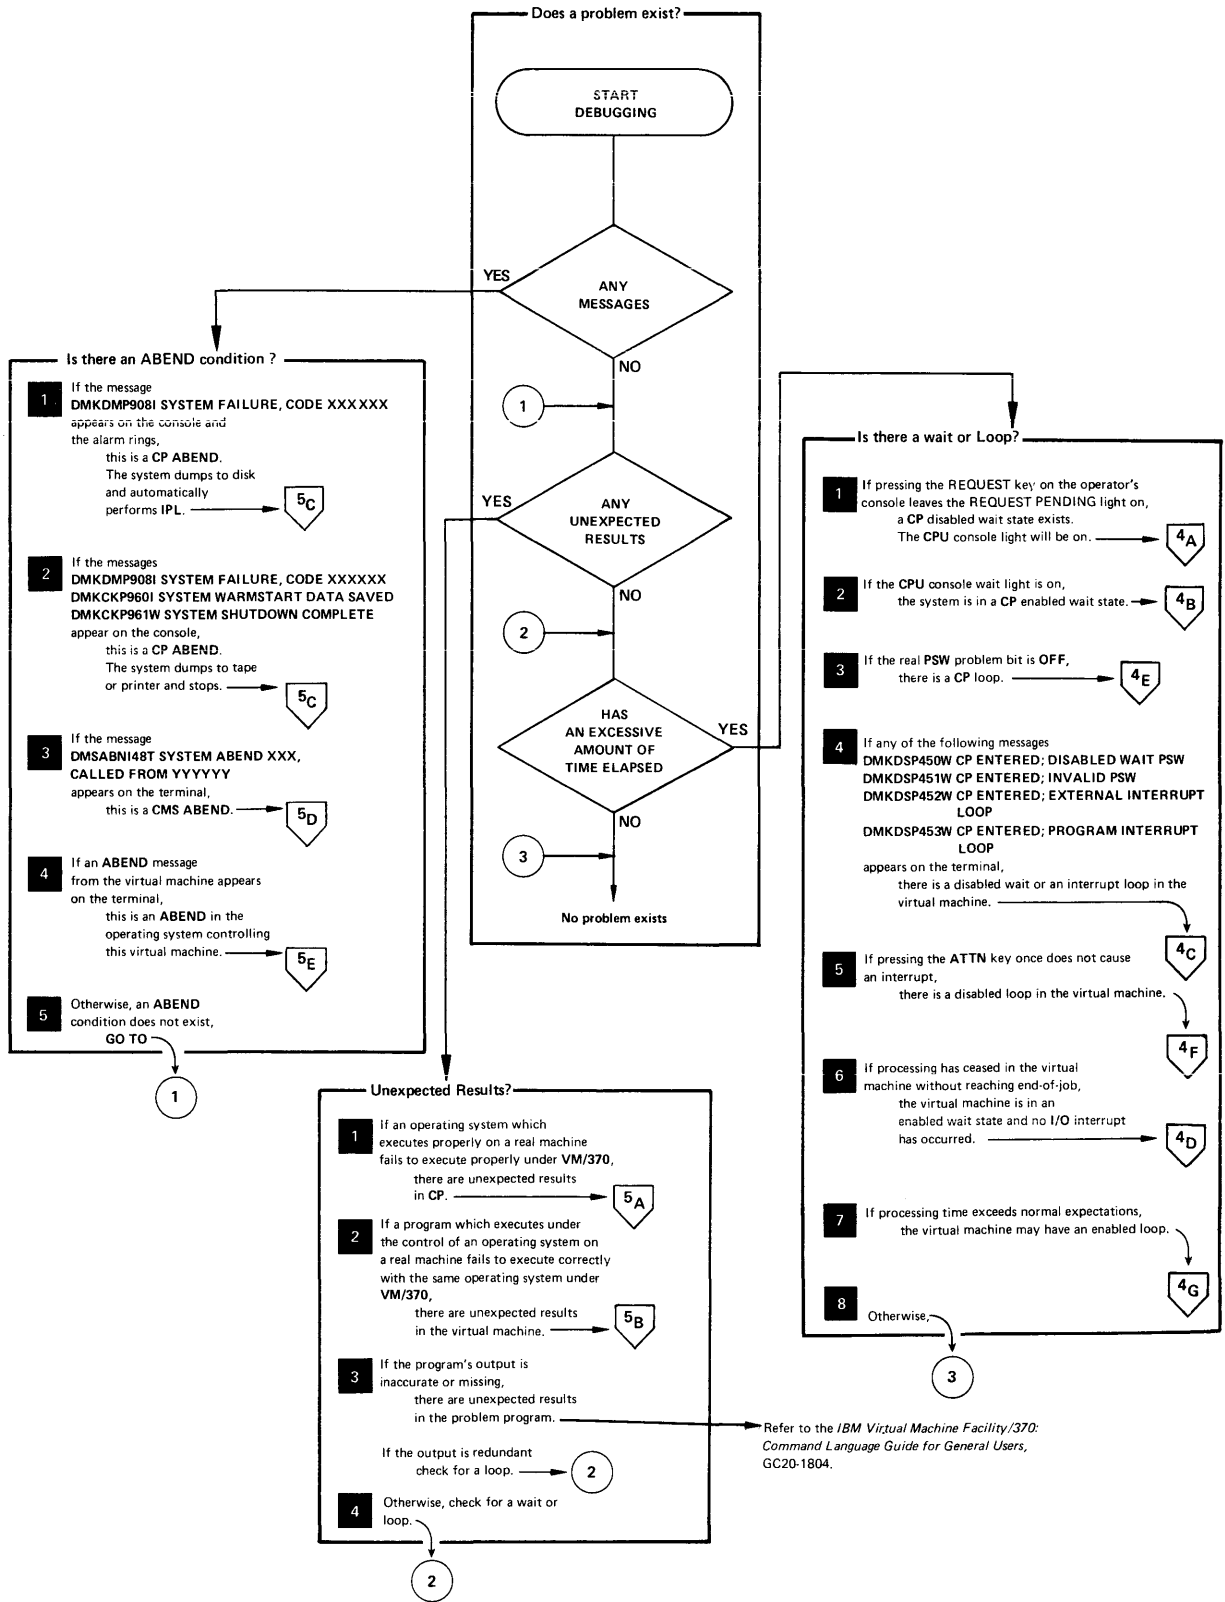 Does a problem exist?
START
DEBUGGING
YES
ANY
MESSAGES
NO
1
YES
ANY
UNEXPECTED
RESULTS
NO
2
HAS
AN EXCESSIVE
AMOUNT OF
TIME ELAPSED
YES
NO
3
No problem exists
Is there an ABEND condition ?
1
If the message
DMKDMP908I SYSTEM FAILURE, CODE XXXXXX
appears on the console and
the alarm rings,
this is a CP ABEND.
The system dumps to disk
and automatically
performs IPL.
5C
2
If the messages
DMKDMP908I SYSTEM FAILURE, CODE XXXXXX
DMKCKP960I SYSTEM WARMSTART DATA SAVED
DMKCKP961W SYSTEM SHUTDOWN COMPLETE
appear on the console,
this is a CP ABEND.
The system dumps to tape
or printer and stops.
5C
3
If the message
DMSABNI48T SYSTEM ABEND XXX,
CALLED FROM YYYYYY
appears on the terminal,
this is a CMS ABEND.
5D
4
If an ABEND message
from the virtual machine appears
on the terminal,
this is an ABEND in the
operating system controlling
this virtual machine.
5E
5
Otherwise, an ABEND
condition does not exist,
GO TO
1
Unexpected Results?
1
If an operating system which
executes properly on a real machine
fails to execute properly under VM/370,
there are unexpected results
in CP.
5A
2
If a program which executes under
the control of an operating system on
a real machine fails to execute correctly
with the same operating system under
VM/370,
there are unexpected results
in the virtual machine.
5B
3
If the program's output is
inaccurate or missing,
there are unexpected results
in the problem program.
Refer to the IBM Virtual Machine Facility/370:
Command Language Guide for General Users,
GC20-1804.
If the output is redundant
check for a loop.
2
4
Otherwise, check for a wait or
loop.
2
Is there a wait or Loop?
1
If pressing the REQUEST key on the operator's
console leaves the REQUEST PENDING light on,
a CP disabled wait state exists.
The CPU console light will be on.
4A
2
If the CPU console wait light is on,
the system is in a CP enabled wait state.
4B
3
If the real PSW problem bit is OFF,
there is a CP loop.
4E
4
If any of the following messages
DMKDSP450W CP ENTERED; DISABLED WAIT PSW
DMKDSP451W CP ENTERED; INVALID PSW
DMKDSP452W CP ENTERED; EXTERNAL INTERRUPT
LOOP
DMKDSP453W CP ENTERED; PROGRAM INTERRUPT
LOOP
appears on the terminal,
there is a disabled wait or an interrupt loop in the
virtual machine.
4C
5
If pressing the ATTN key once does not cause
an interrupt,
there is a disabled loop in the virtual machine.
4F
6
If processing has ceased in the virtual
machine without reaching end-of-job,
the virtual machine is in an
enabled wait state and no I/O interrupt
has occurred.
4D
7
If processing time exceeds normal expectations,
the virtual machine may have an enabled loop.
4G
8
Otherwise,
3